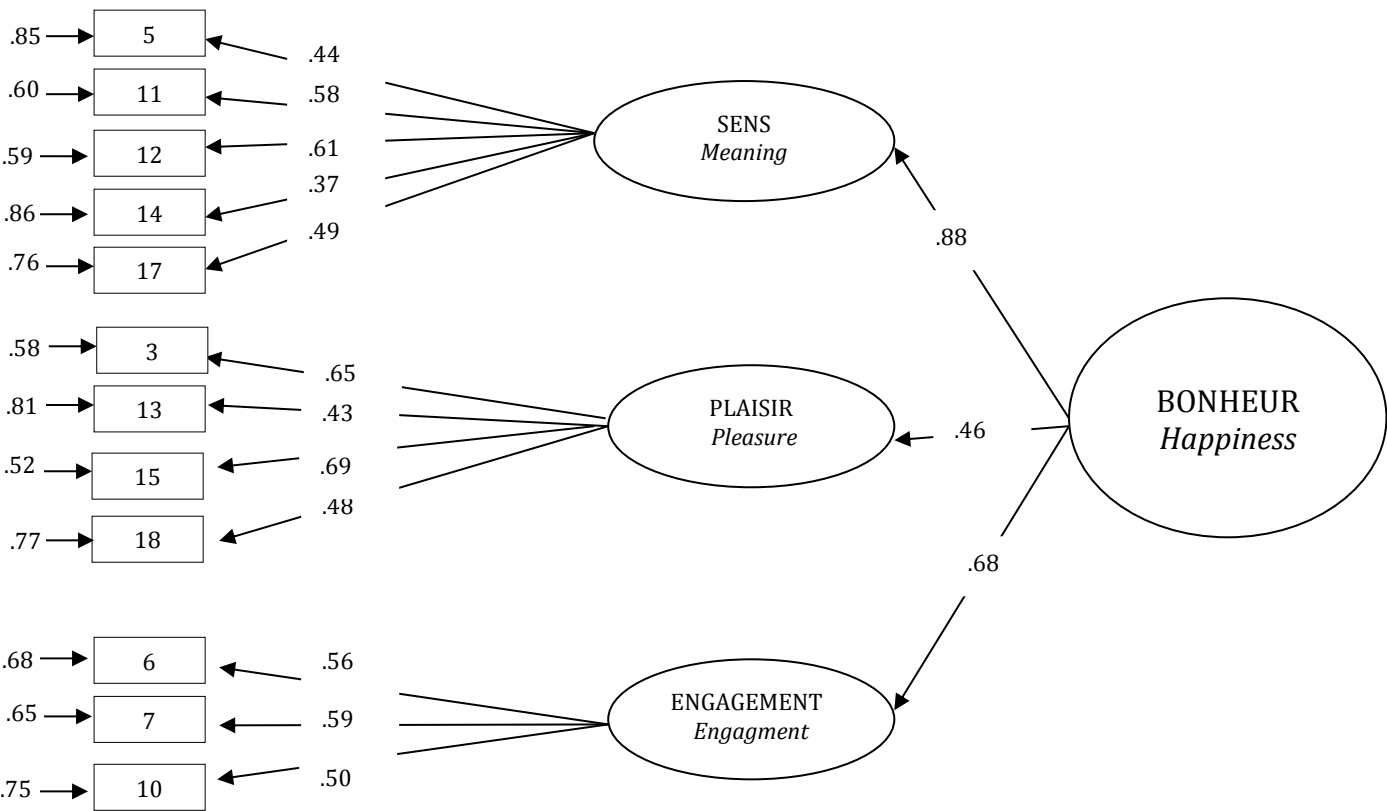 .85 5 .44
.60 11 .58
.59 12 .61
.86 14 .37
.76 17 .49
SENS
Meaning
.88
.58 3 .65
.81 13 .43
.52 15 .69
.77 18 .48
PLAISIR
Pleasure
.46
BONHEUR
Happiness
.68
.68 6 .56
.65 7 .59
.75 10 .50
ENGAGEMENT
Engagment